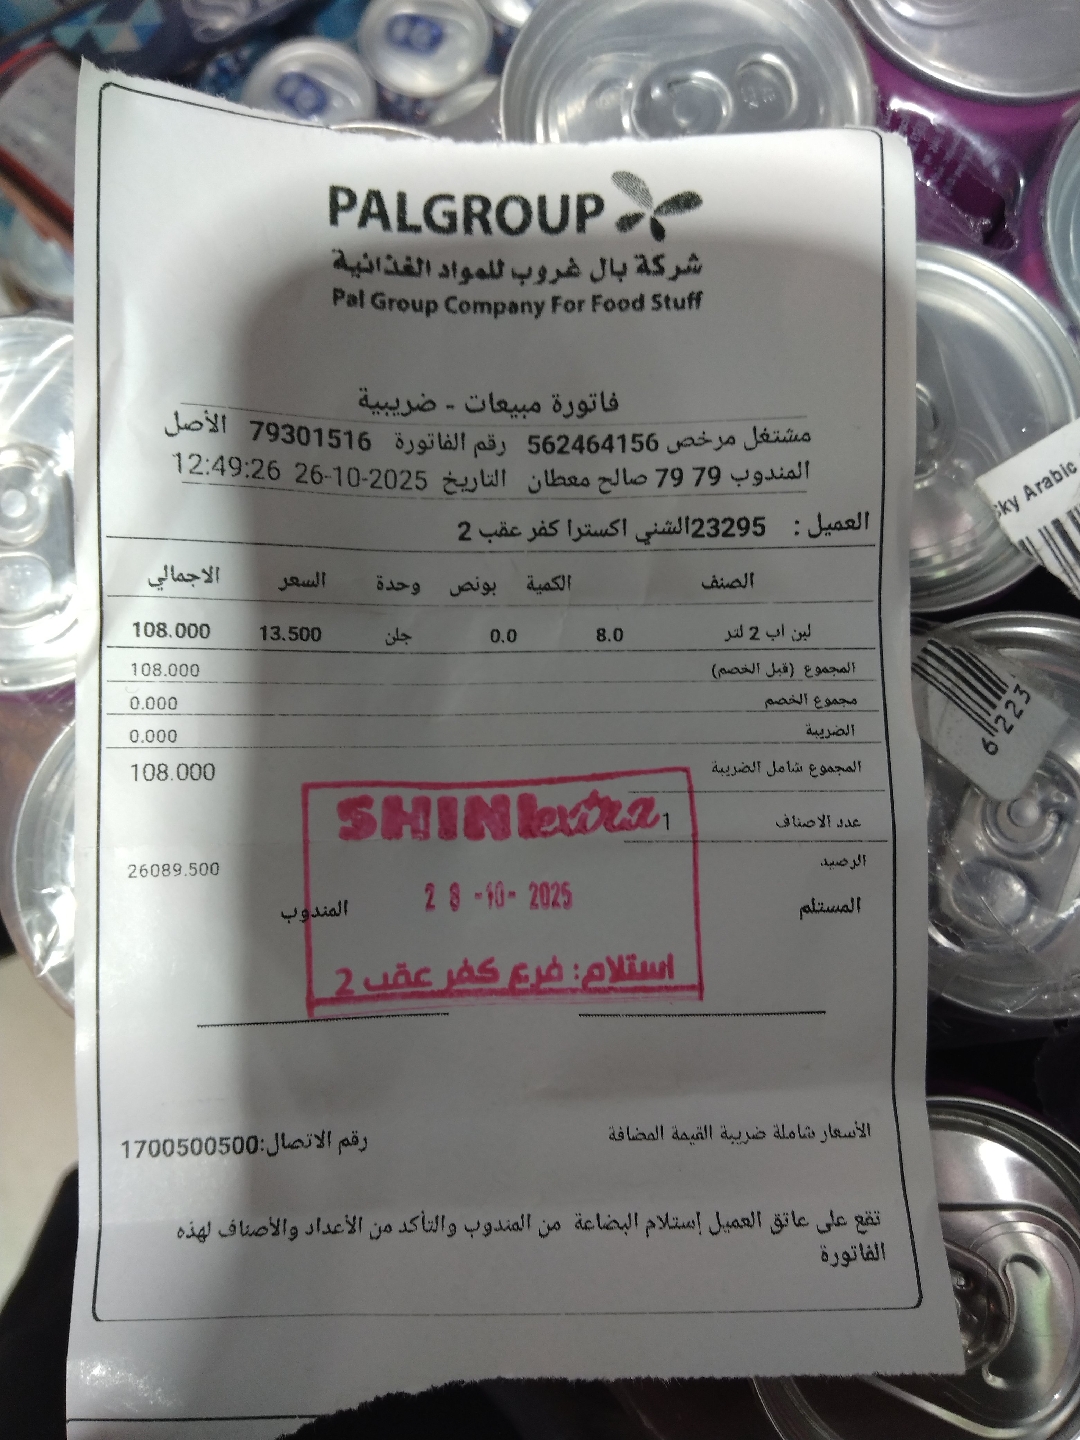 PALGROUP
شركة بال غروب للمواد الغذائية
Pal Group Company For Food Stuff
فاتورة مبيعات - ضريبية
مشتغل مرخص 562464156 رقم الفاتورة 79301516 الأصل
المندوب 79 79 صالح معطان التاريخ 26-10-2025 12:49:26
العميل : 23295الشني اكسترا كفر عقب 2
الصنف الكمية بونص وحدة السعر الاجمالي
لبن اب 2 لتر 8.0 0.0 جلن 13.500 108.000
المجموع (قبل الخصم) 108.000
مجموع الخصم 0.000
الضريبة 0.000
المجموع شامل الضريبة 108.000
عدد الاصناف 1
الرصيد 26089.500
المستلم المندوب
SHINI extra
28 -10- 2025
استلام: فرع كفر عقب 2
الأسعار شاملة ضريبة القيمة المضافة رقم الاتصال:1700500500
تقع على عاتق العميل إستلام البضاعة من المندوب والتأكد من الأعداد والأصناف لهذه
الفاتورة
Arabic
6 223